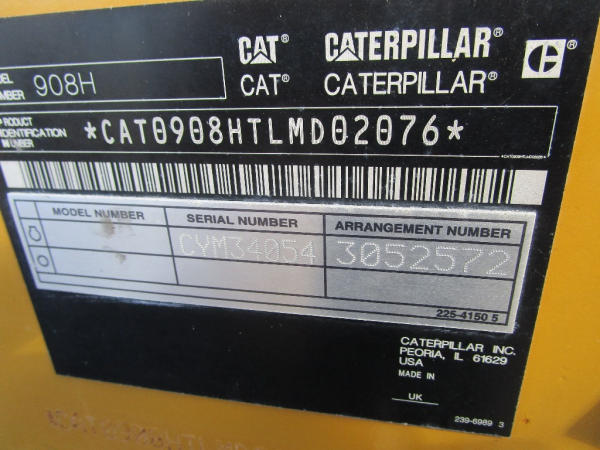 CAT® CATERPILLAR®
CAT® CATERPILLAR®
MODEL NUMBER 908H
PRODUCT IDENTIFICATION NUMBER *CAT0908HTLMD02076*
MODEL NUMBER SERIAL NUMBER ARRANGEMENT NUMBER
CYM34054 3052572
225-4150 5
CATERPILLAR INC.
PEORIA, IL 61629
USA
MADE IN
UK
239-6989 3